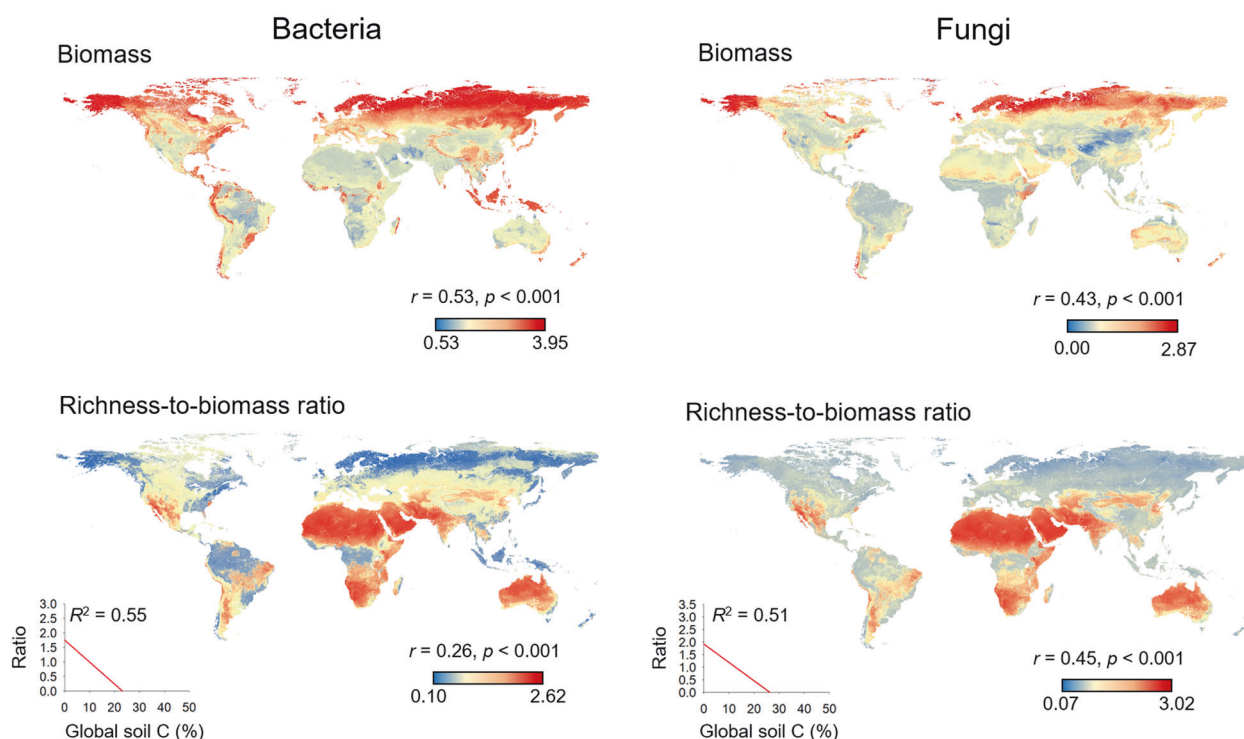 Bacteria
Fungi
Biomass
Biomass
r = 0.53, p < 0.001
0.53 3.95
r = 0.43, p < 0.001
0.00 2.87
Richness-to-biomass ratio
Richness-to-biomass ratio
3.0
2.5
2.0
1.5
1.0
0.5
0.0
Ratio
R² = 0.55
0 10 20 30 40 50
Global soil C (%)
r = 0.26, p < 0.001
0.10 2.62
3.5
3.0
2.5
2.0
1.5
1.0
0.5
0.0
Ratio
R² = 0.51
0 10 20 30 40 50
Global soil C (%)
r = 0.45, p < 0.001
0.07 3.02